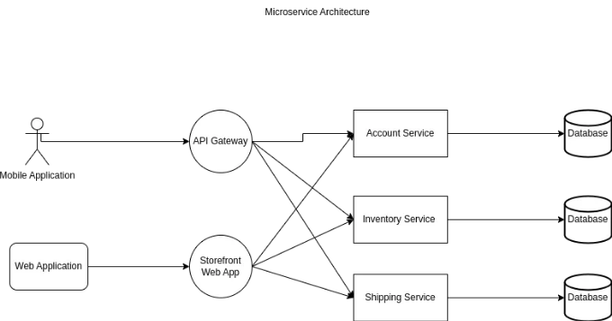 Microservice Architecture
Mobile Application
API Gateway
Account Service
Database
Inventory Service
Database
Web Application
Storefront
Web App
Shipping Service
Database